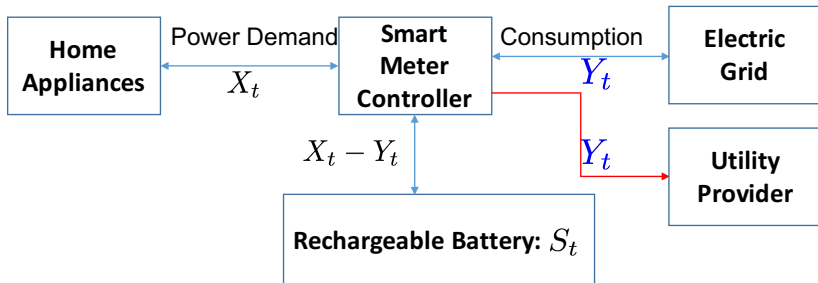 Home
Appliances
Power Demand
X_t
Smart
Meter
Controller
Consumption
Y_t
Electric
Grid
X_t − Y_t
Y_t
Utility
Provider
Rechargeable Battery: S_t